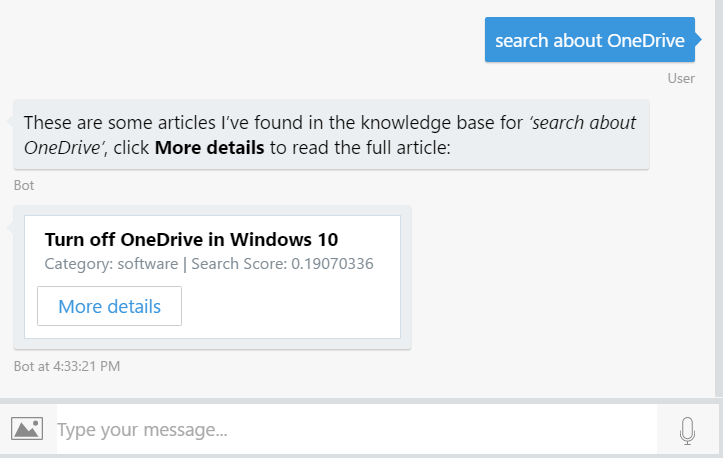 search about OneDrive
User
These are some articles I’ve found in the knowledge base for ‘search about
OneDrive’, click More details to read the full article:
Bot
Turn off OneDrive in Windows 10
Category: software | Search Score: 0.19070336
More details
Bot at 4:33:21 PM
Type your message...